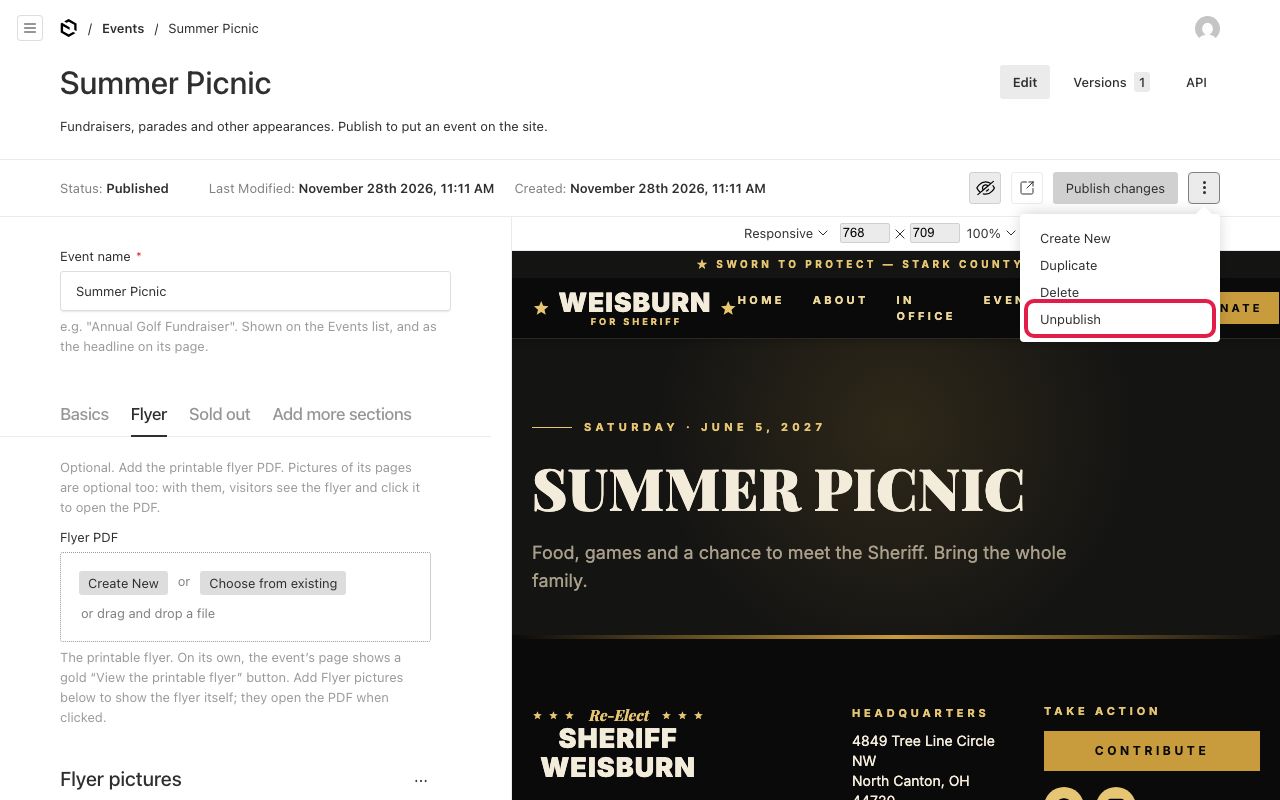 / Events / Summer Picnic
Summer Picnic
Edit
Versions 1
API
Fundraisers, parades and other appearances. Publish to put an event on the site.
Status: Published
Last Modified: November 28th 2026, 11:11 AM
Created: November 28th 2026, 11:11 AM
Publish changes
Create New
Duplicate
Delete
Unpublish
Event name *
Summer Picnic
e.g. "Annual Golf Fundraiser". Shown on the Events list, and as
the headline on its page.
Basics
Flyer
Sold out
Add more sections
Optional. Add the printable flyer PDF. Pictures of its pages
are optional too: with them, visitors see the flyer and click it
to open the PDF.
Flyer PDF
Create New or Choose from existing
or drag and drop a file
The printable flyer. On its own, the event's page shows a
gold “View the printable flyer” button. Add Flyer pictures
below to show the flyer itself; they open the PDF when
clicked.
Flyer pictures
Responsive
768 × 709
100%
★ SWORN TO PROTECT — STARK COUNTY
★ WEISBURN ★
FOR SHERIFF
HOME
ABOUT
IN
OFFICE
SATURDAY · JUNE 5, 2027
SUMMER PICNIC
Food, games and a chance to meet the Sheriff. Bring the whole
family.
★ ★ ★ Re-Elect ★ ★ ★
SHERIFF
WEISBURN
HEADQUARTERS
4849 Tree Line Circle
NW
North Canton, OH
44720
TAKE ACTION
CONTRIBUTE